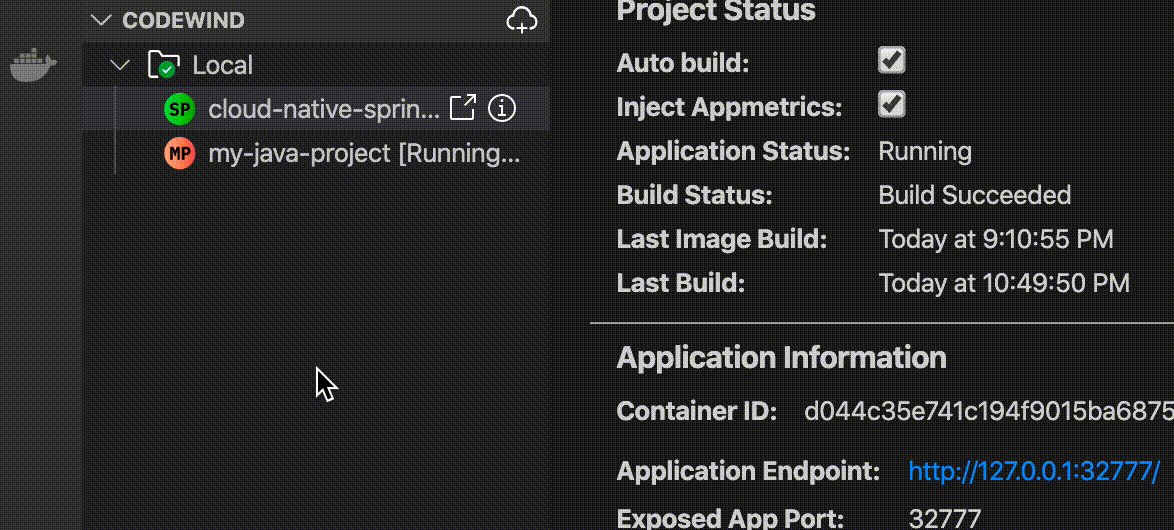 CODEWIND
Local
SP cloud-native-sprin...
MP my-java-project [Running...
Project Status
Auto build:
Inject Appmetrics:
Application Status: Running
Build Status: Build Succeeded
Last Image Build: Today at 9:10:55 PM
Last Build: Today at 10:49:50 PM
Application Information
Container ID: d044c35e741c194f9015ba6875
Application Endpoint: http://127.0.0.1:32777/
Exposed App Port: 32777